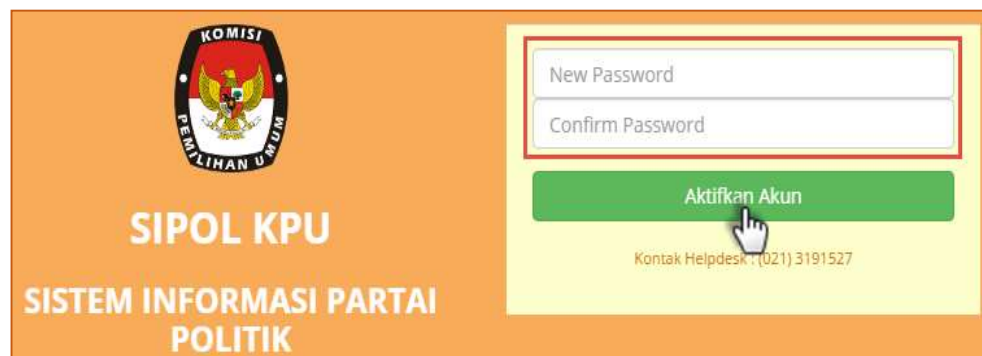 KOMISI
PEMILIHAN UMUM
SIPOL KPU
SISTEM INFORMASI PARTAI
POLITIK
New Password
Confirm Password
Aktifkan Akun
Kontak Helpdesk : (021) 3191527